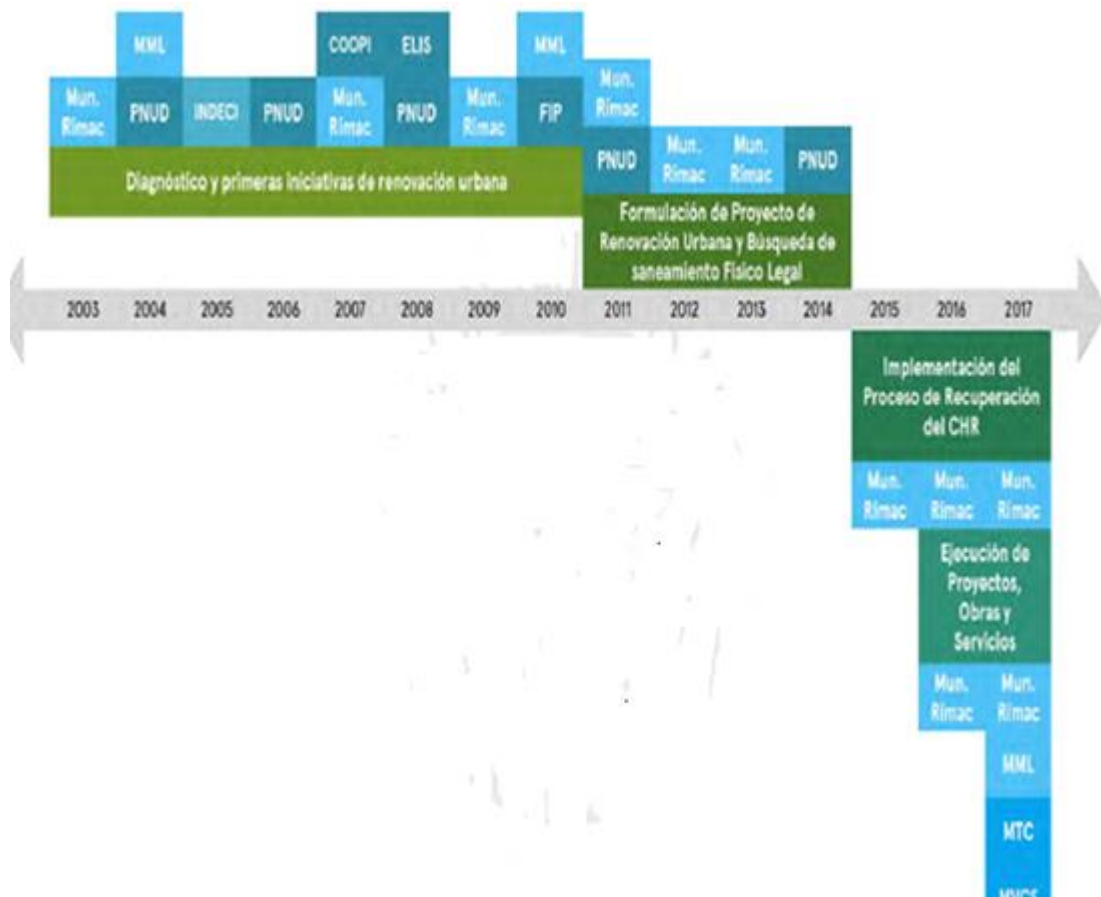 MML
COOPI
ELIS
MML
Mun.
Rimac
PNUD
INDECI
PNUD
Mun.
Rimac
PNUD
Mun.
Rimac
FIP
Mun.
Rimac
PNUD
Mun.
Rimac
Mun.
Rimac
PNUD
Diagnóstico y primeras iniciativas de renovación urbana
Formulación de Proyecto de
Renovación Urbana y Búsqueda de
saneamiento Físico Legal
2003 2004 2005 2006 2007 2008 2009 2010 2011 2012 2013 2014 2015 2016 2017
Implementación del
Proceso de Recuperación
del CHR
Mun.
Rimac
Mun.
Rimac
Mun.
Rimac
Ejecución de
Proyectos,
Obras y
Servicios
Mun.
Rimac
Mun.
Rimac
MML
MTC